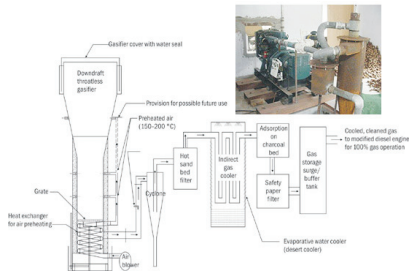 Gasifier cover with water seal
Downdraft
throatless
gasifier
Provision for possible future use
Preheated air
(150–200 °C)
Grate
Heat exchanger
for air preheating
Air
blower
Cyclone
Hot
sand
bed
filter
Indirect
gas
cooler
Adsorption
on
charcoal
bed
Safety
paper
filter
Gas
storage
surge/
buffer
tank
Cooled, cleaned gas
to modified diesel engine
for 100% gas operation
Evaporative water cooler
(desert cooler)